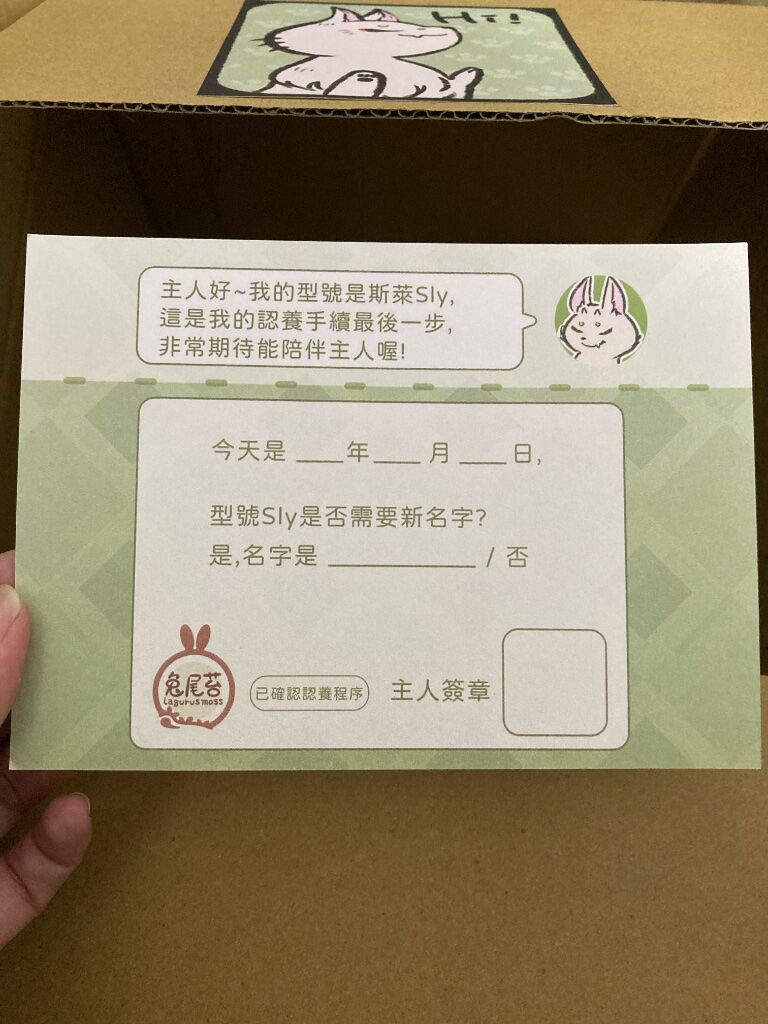 Hi!
主人好~我的型號是斯萊Sly,
這是我的認養手續最後一步,
非常期待能陪伴主人喔!
今天是 ___年___ 月 ___日,
型號Sly是否需要新名字?
是,名字是 __________ / 否
兔尾苔
Lagurus moss
已確認認養程序
主人簽章